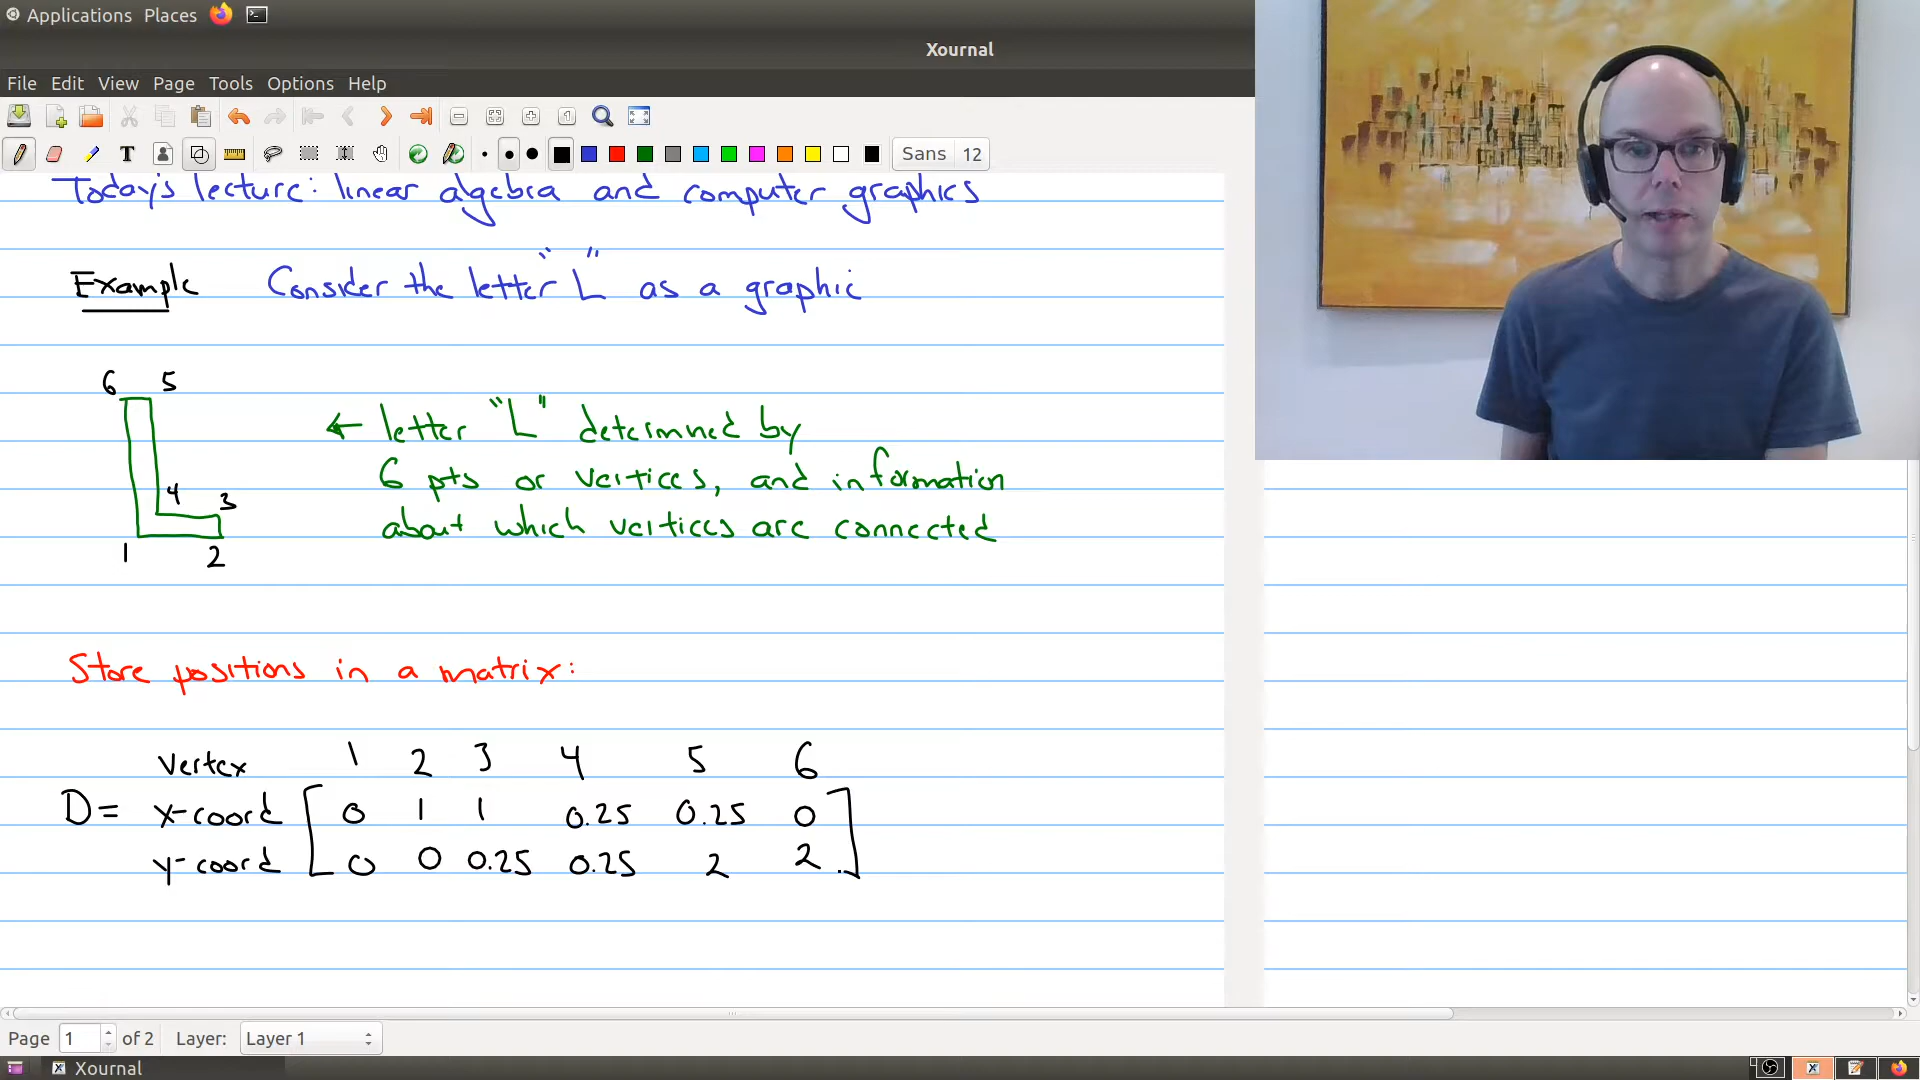 Applications Places
Xournal
File Edit View Page Tools Options Help
Sans 12
Today's lecture: linear algebra and computer graphics
Example Consider the letter "L" as a graphic
6 5
← letter "L" determined by
6 pts or vertices, and information
4 3
about which vertices are connected
1 2
Store positions in a matrix:
Vertex 1 2 3 4 5 6
D = x-coord [ 0 1 1 0.25 0.25 0 ]
y-coord [ 0 0 0.25 0.25 2 2 ]
Page 1 of 2 Layer: Layer 1
Xournal